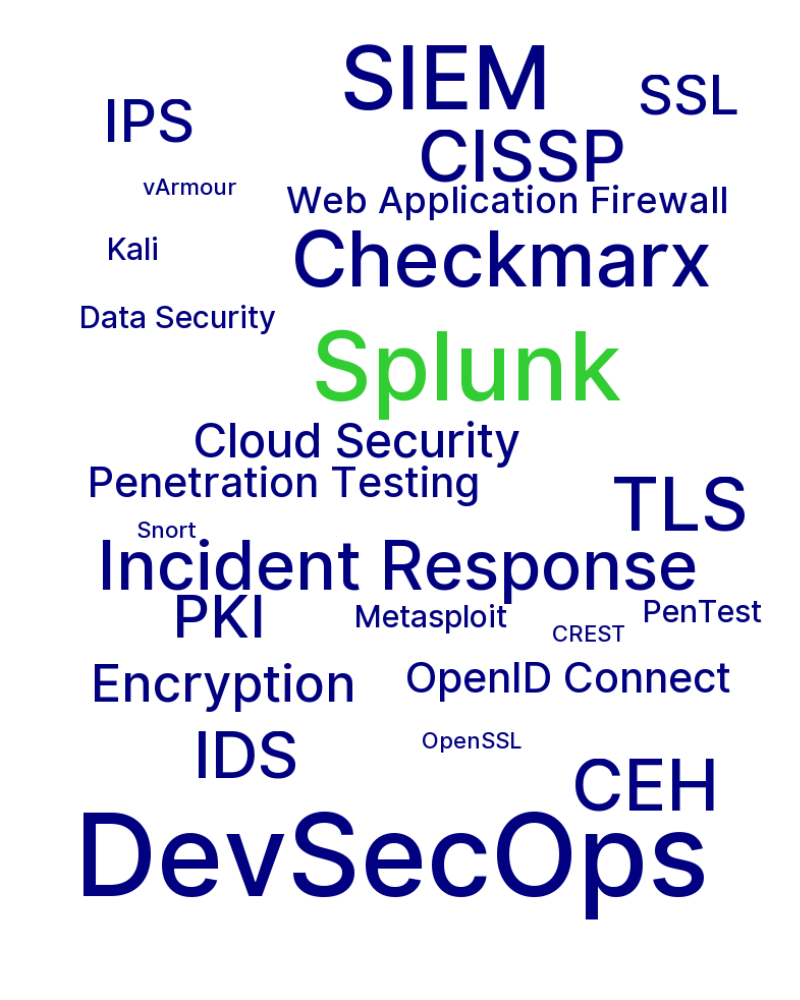 SIEM
SSL
IPS
CISSP
vArmour
Web Application Firewall
Kali
Checkmarx
Data Security
Splunk
Cloud Security
Penetration Testing
TLS
Snort
Incident Response
PKI
Metasploit
PenTest
CREST
Encryption
OpenID Connect
IDS
OpenSSL
CEH
DevSecOps